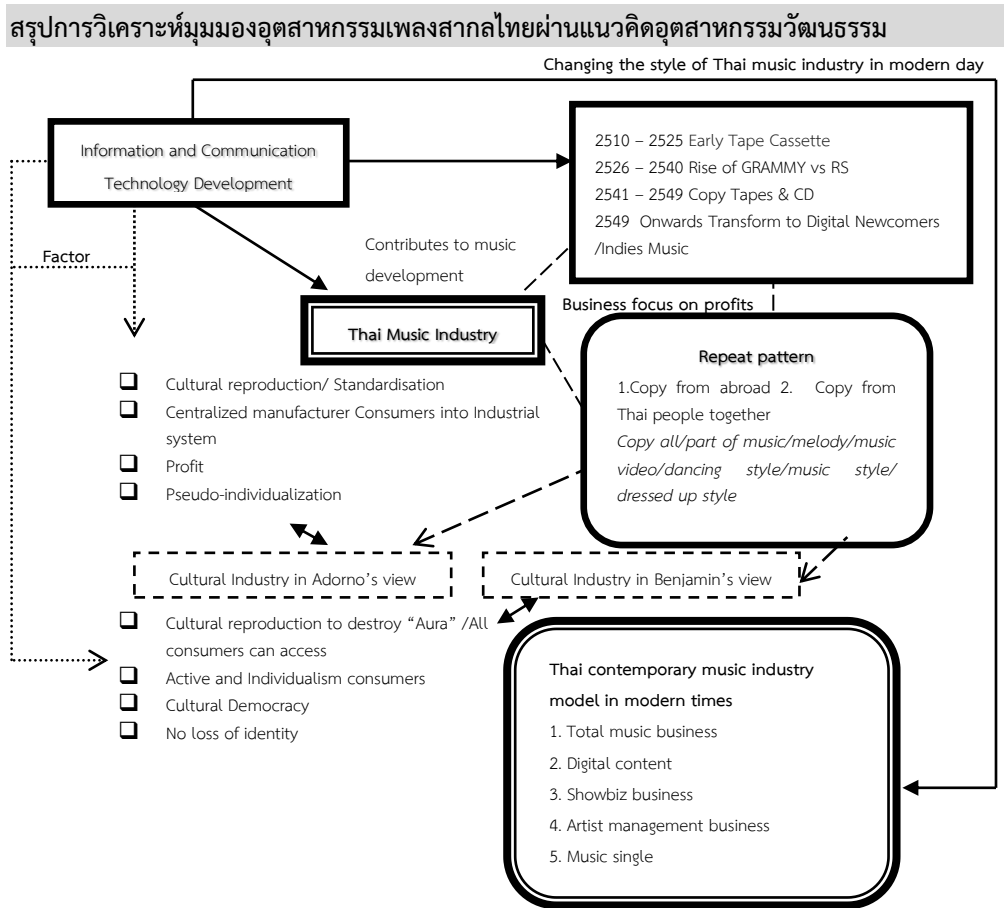 สรุปการวิเคราะห์มุมมองอุตสาหกรรมเพลงสากลไทยผ่านแนวคิดอุตสาหกรรมวัฒนธรรม
Changing the style of Thai music industry in modern day
Information and Communication
Technology Development
2510 – 2525 Early Tape Cassette
2526 – 2540 Rise of GRAMMY vs RS
2541 – 2549 Copy Tapes & CD
2549 Onwards Transform to Digital Newcomers
/Indies Music
Factor
Contributes to music
development
Business focus on profits
Thai Music Industry
Repeat pattern
1.Copy from abroad 2. Copy from
Thai people together
Copy all/part of music/melody/music
video/dancing style/music style/
dressed up style
Cultural reproduction/ Standardisation
Centralized manufacturer Consumers into Industrial
system
Profit
Pseudo-individualization
Cultural Industry in Adorno's view
Cultural Industry in Benjamin's view
Cultural reproduction to destroy “Aura” /All
consumers can access
Active and Individualism consumers
Cultural Democracy
No loss of identity
Thai contemporary music industry
model in modern times
1. Total music business
2. Digital content
3. Showbiz business
4. Artist management business
5. Music single